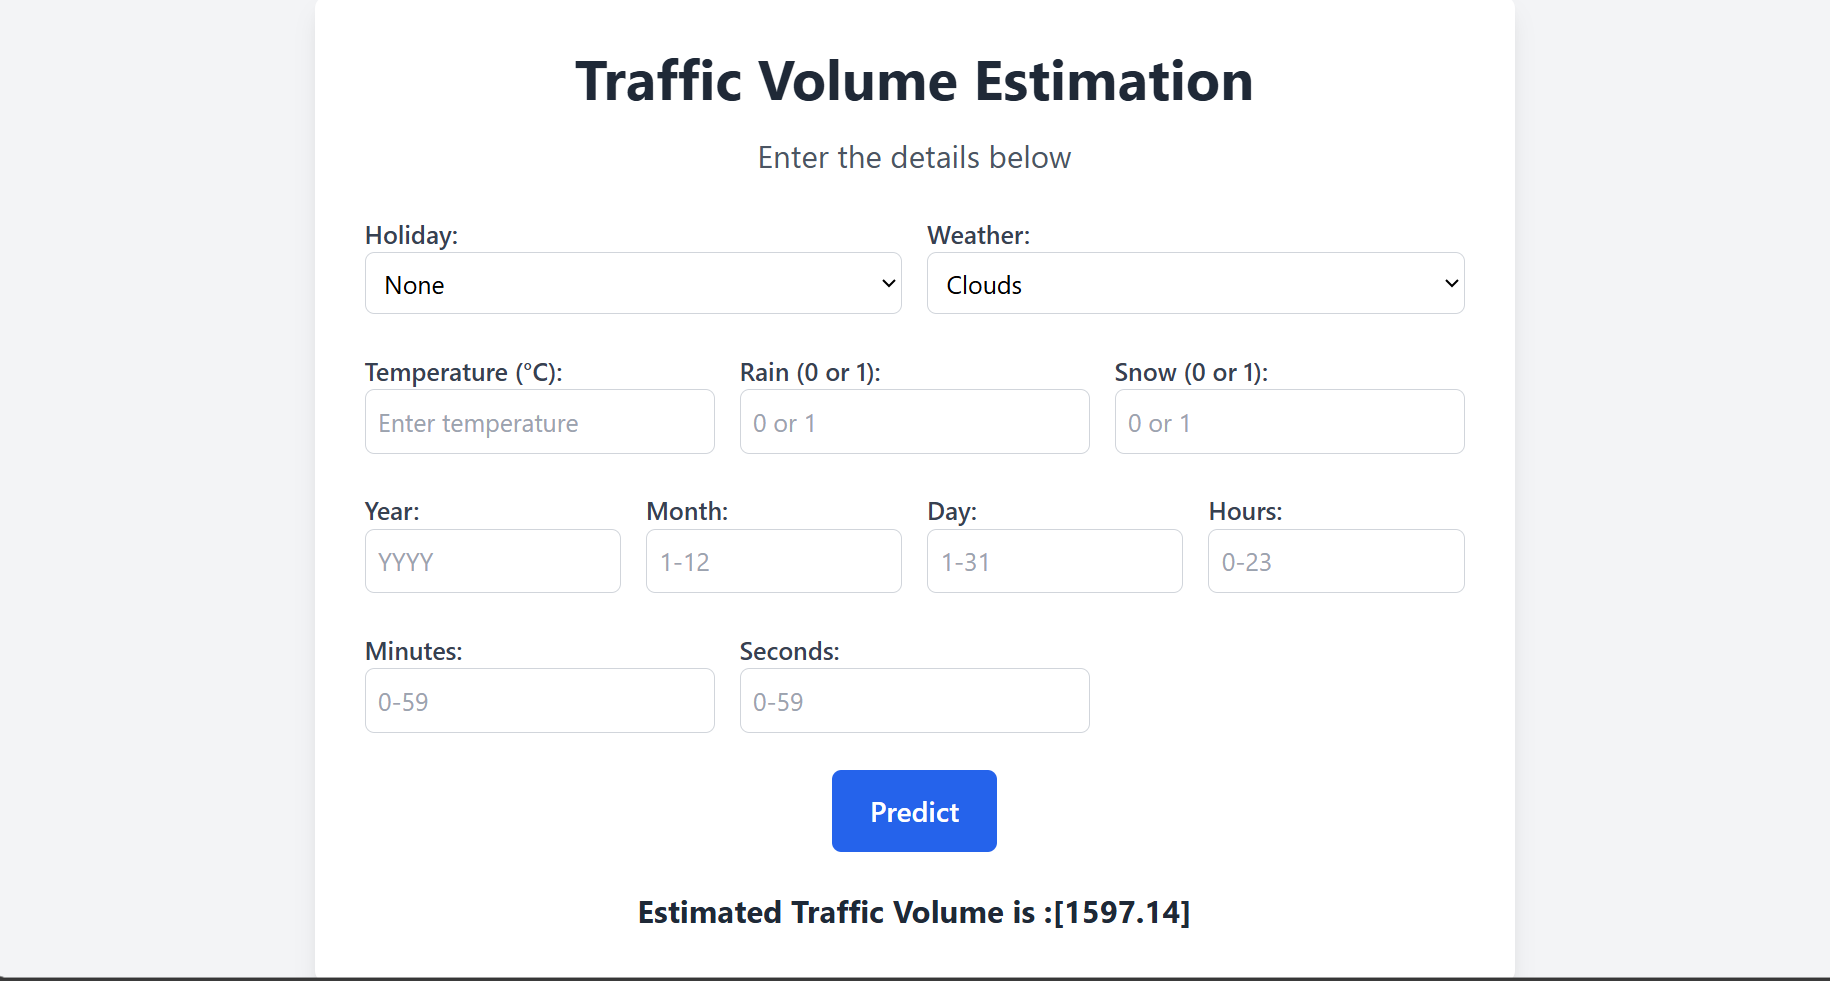 Traffic Volume Estimation
Enter the details below
Holiday: Weather:
None Clouds
Temperature (°C): Rain (0 or 1): Snow (0 or 1):
Enter temperature 0 or 1 0 or 1
Year: Month: Day: Hours:
YYYY 1-12 1-31 0-23
Minutes: Seconds:
0-59 0-59
Predict
Estimated Traffic Volume is :[1597.14]